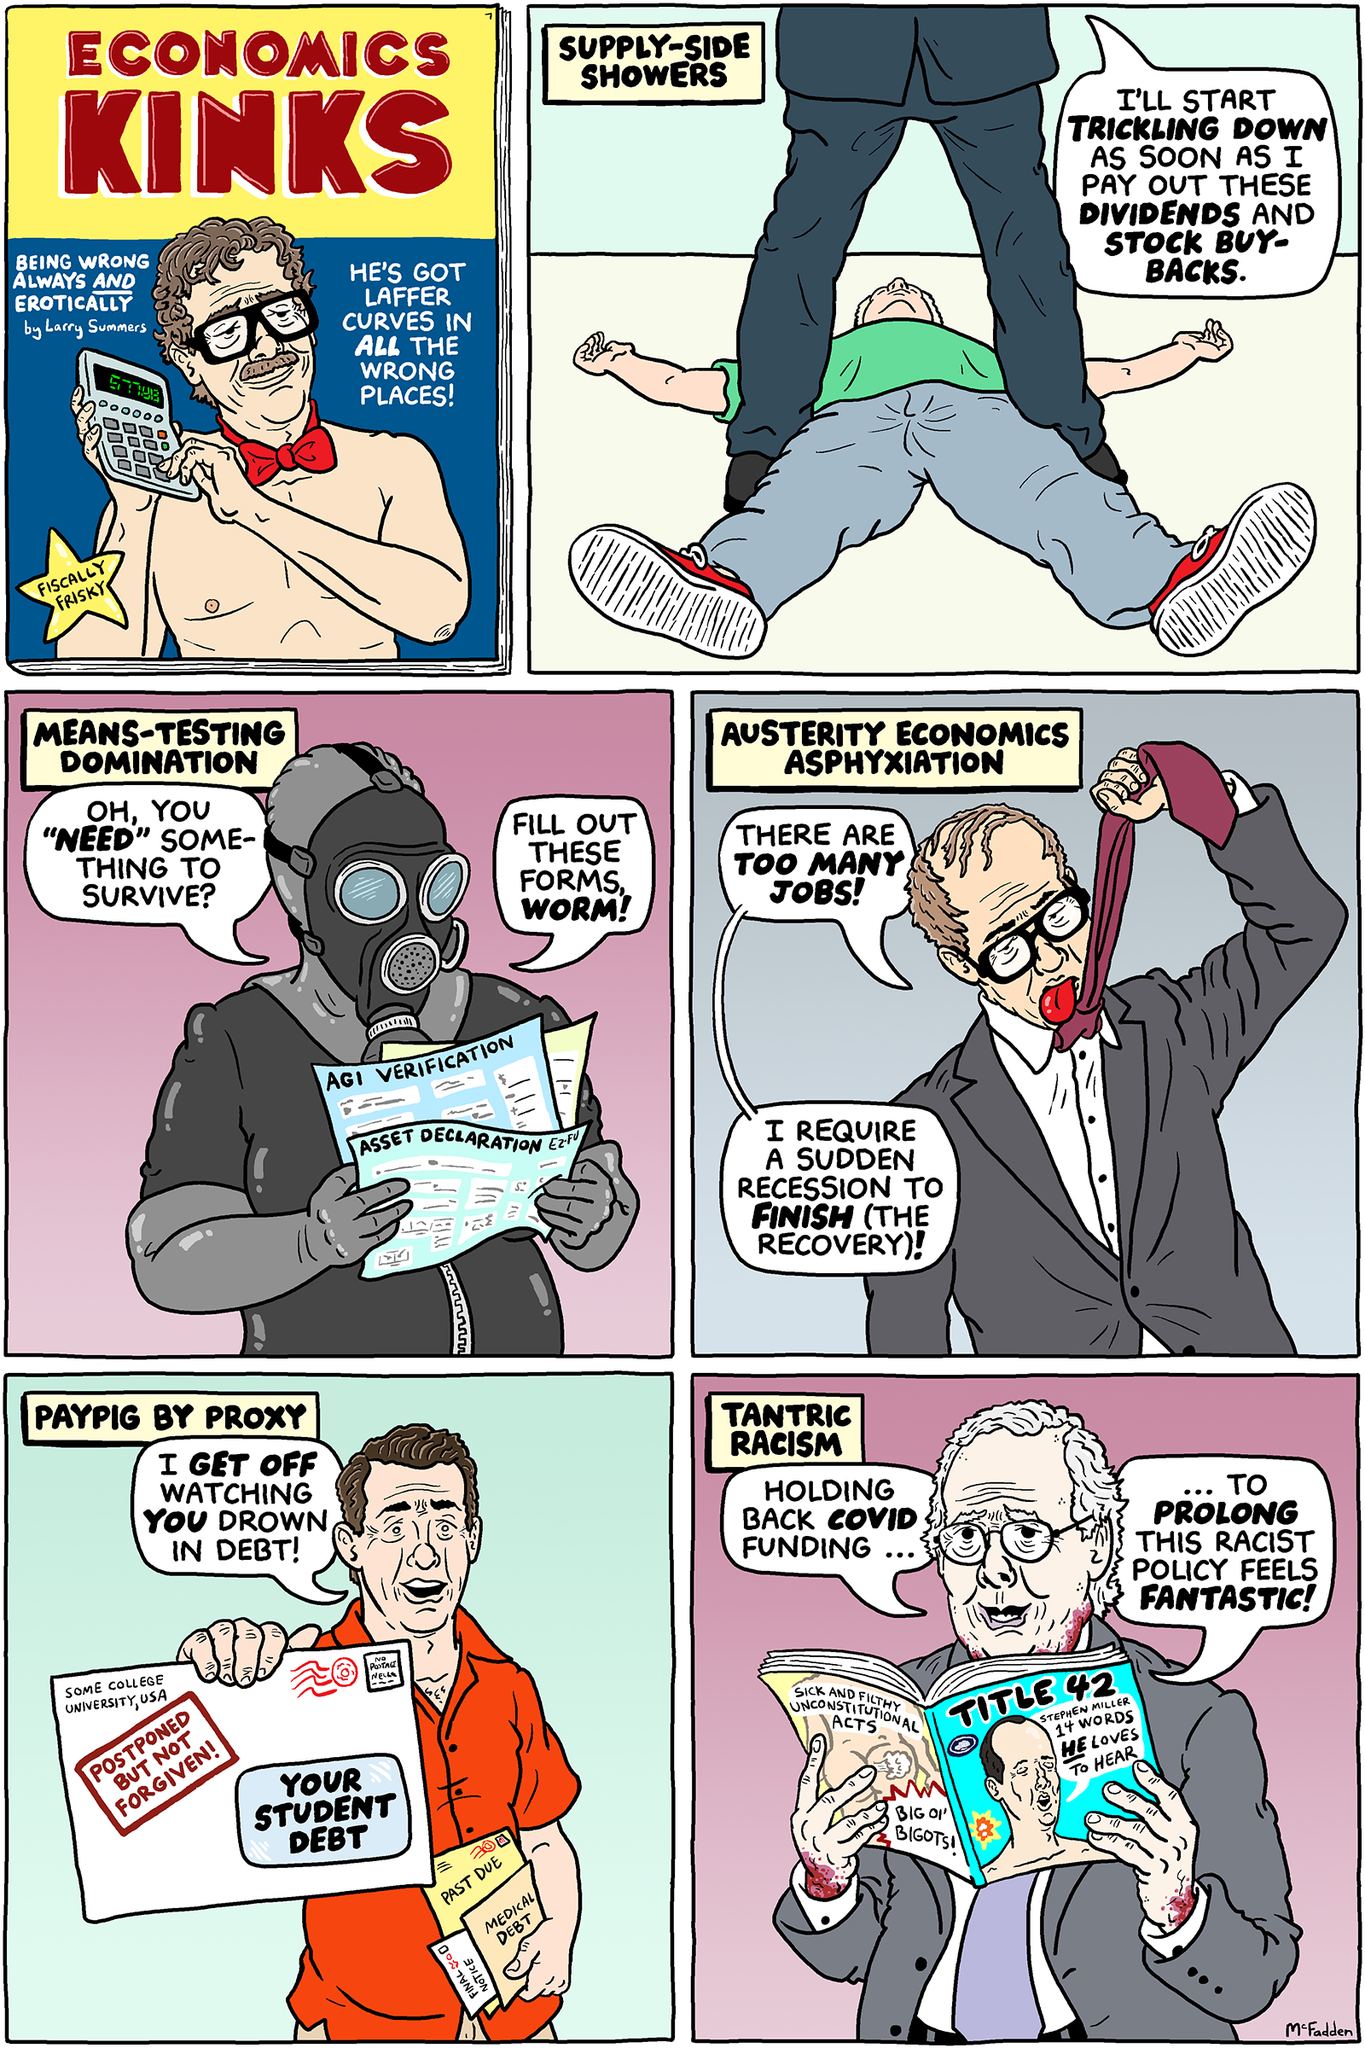 ECONOMICS
KINKS
BEING WRONG
ALWAYS AND
EROTICALLY
by Larry Summers
HE'S GOT
LAFFER
CURVES IN
ALL THE
WRONG
PLACES!
FISCALLY
FRISKY
SUPPLY-SIDE
SHOWERS
I'LL START
TRICKLING DOWN
AS SOON AS I
PAY OUT THESE
DIVIDENDS AND
STOCK BUY-
BACKS.
MEANS-TESTING
DOMINATION
OH, YOU
"NEED" SOME-
THING TO
SURVIVE?
FILL OUT
THESE
FORMS,
WORM!
AGI VERIFICATION
ASSET DECLARATION EZ-FU
AUSTERITY ECONOMICS
ASPHYXIATION
THERE ARE
TOO MANY
JOBS!
I REQUIRE
A SUDDEN
RECESSION TO
FINISH (THE
RECOVERY)!
PAYPIG BY PROXY
I GET OFF
WATCHING
YOU DROWN
IN DEBT!
SOME COLLEGE
UNIVERSITY, USA
NO
POSTAGE
POSTPONED
BUT NOT
FORGIVEN!
YOUR
STUDENT
DEBT
PAST DUE
MEDICAL
DEBT
FINAL
NOTICE
TANTRIC
RACISM
HOLDING
BACK COVID
FUNDING ...
... TO
PROLONG
THIS RACIST
POLICY FEELS
FANTASTIC!
SICK AND FILTHY
UNCONSTITUTIONAL
ACTS
BIG OL'
BIGOTS!
TITLE 42
STEPHEN MILLER
14 WORDS
HE LOVES
TO HEAR
McFadden